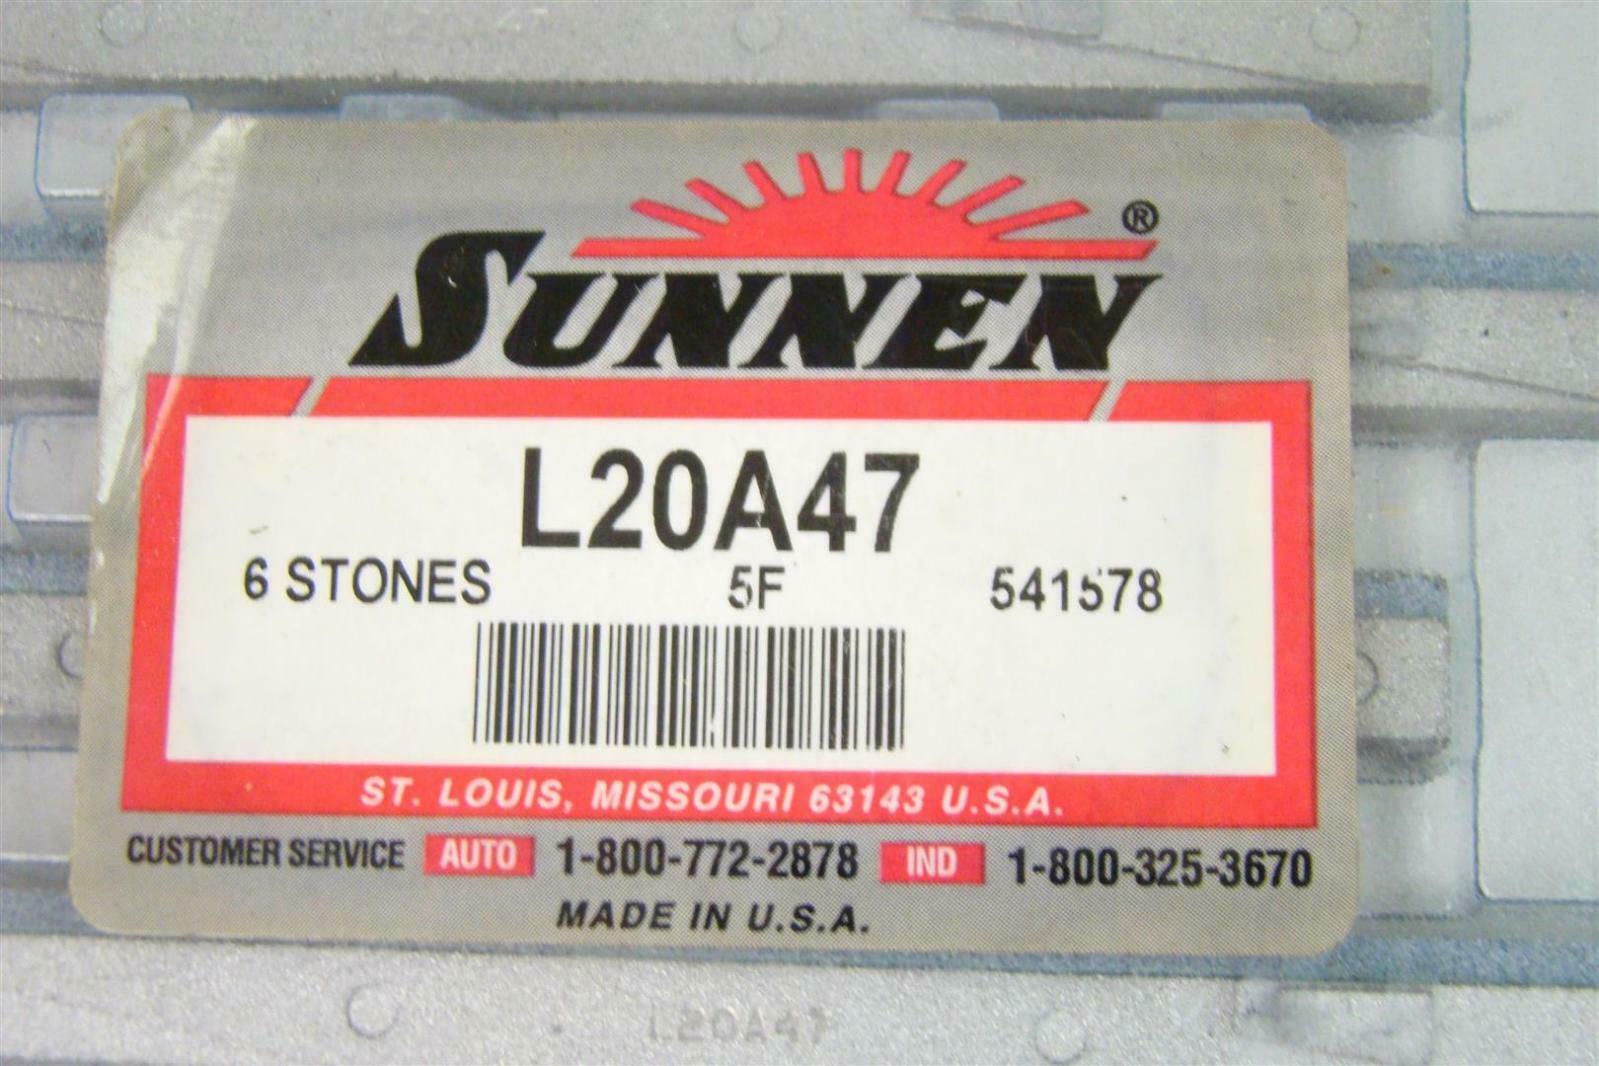 SUNNEN®
L20A47
6 STONES 5F 541578
ST. LOUIS, MISSOURI 63143 U.S.A.
CUSTOMER SERVICE AUTO 1-800-772-2878 IND 1-800-325-3670
MADE IN U.S.A.
L20A47